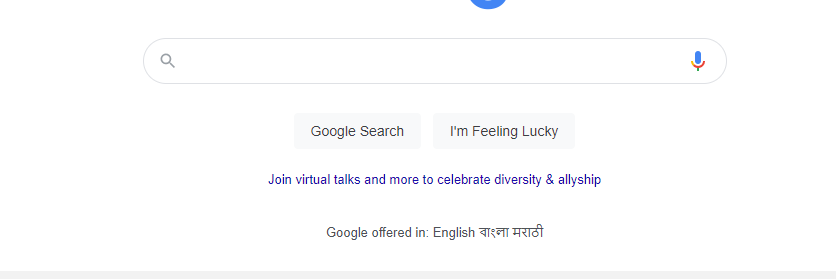 Google Search I'm Feeling Lucky
Join virtual talks and more to celebrate diversity & allyship
Google offered in: English বাংলা मराठी